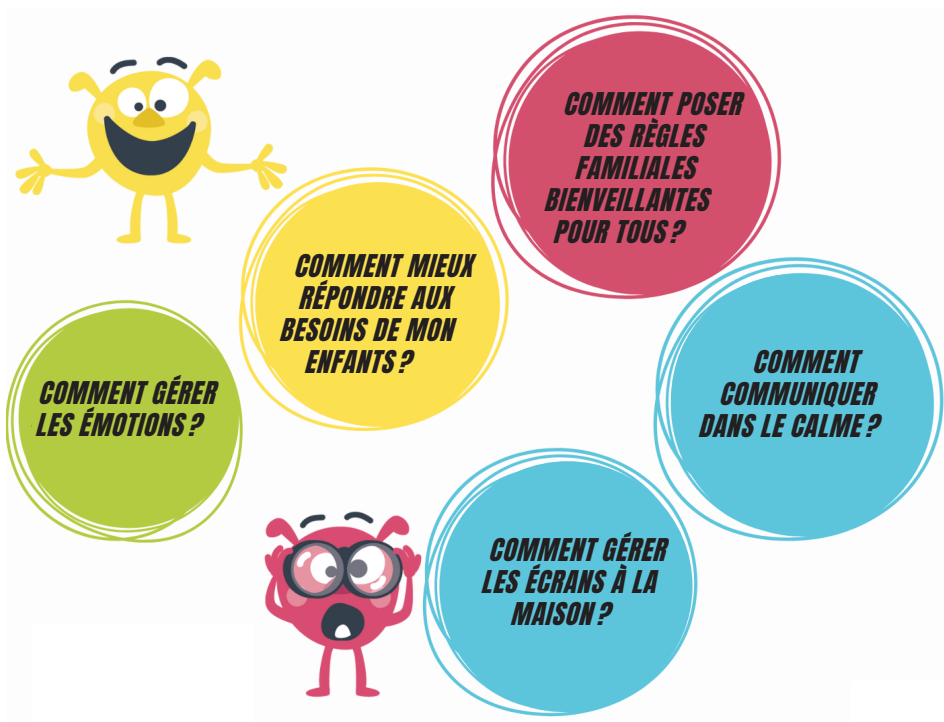 COMMENT POSER
DES RÈGLES
FAMILIALES
BIENVEILLANTES
POUR TOUS ?
COMMENT MIEUX
RÉPONDRE AUX
BESOINS DE MON
ENFANTS ?
COMMENT GÉRER
LES ÉMOTIONS ?
COMMENT
COMMUNIQUER
DANS LE CALME ?
COMMENT GÉRER
LES ÉCRANS À LA
MAISON ?